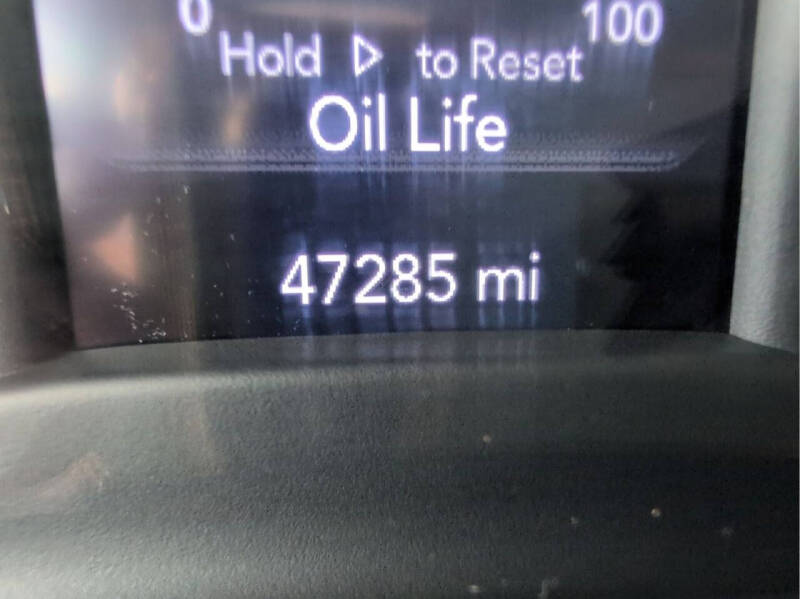 0 100
Hold ▷ to Reset
Oil Life
47285 mi